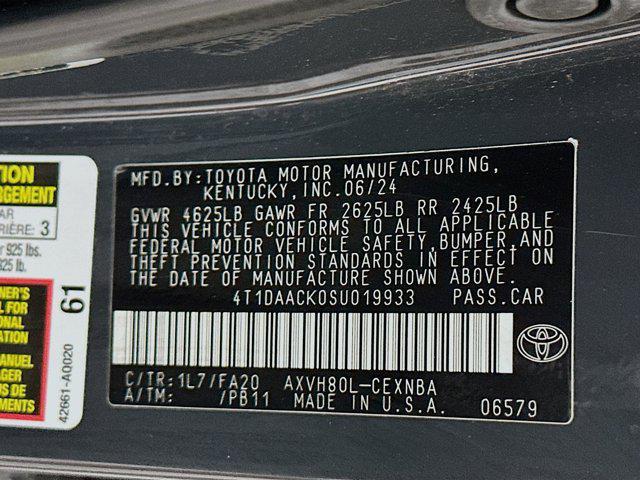 MFD.BY:TOYOTA MOTOR MANUFACTURING,
KENTUCKY,INC.06/24
GVWR 4625LB GAWR FR 2625LB RR 2425LB
THIS VEHICLE CONFORMS TO ALL APPLICABLE
FEDERAL MOTOR VEHICLE SAFETY,BUMPER,AND
THEFT PREVENTION STANDARDS IN EFFECT ON
THE DATE OF MANUFACTURE SHOWN ABOVE.
4T1DAACK0SU019933 PASS.CAR
C/TR:1L7/FA20 AXVH80L-CEXNBA
A/TM: /PB11 MADE IN U.S.A. 06579
61
42661-A0020
3
925 lbs.